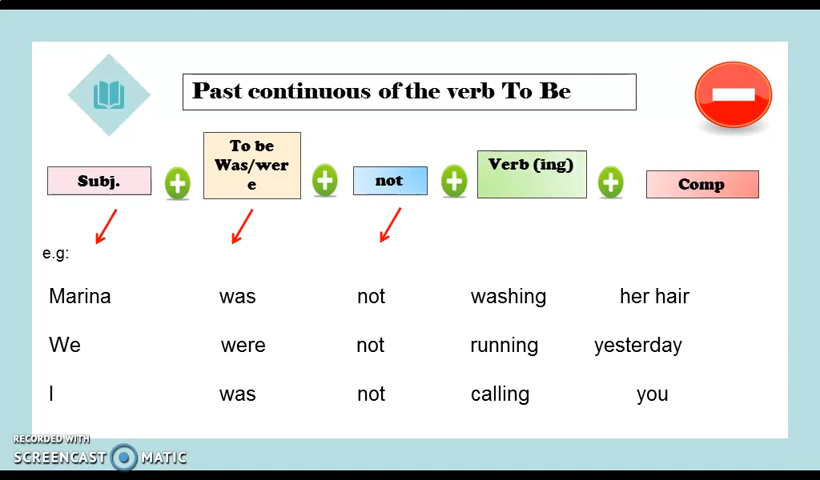 Past continuous of the verb To Be
Subj.
To be
Was/wer
e
not
Verb (ing)
Comp
e.g:
Marina was not washing her hair
We were not running yesterday
I was not calling you
RECORDED WITH
SCREENCAST MATIC